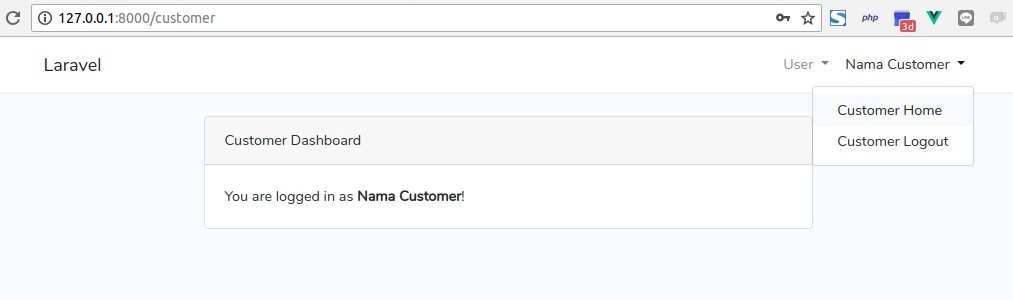 127.0.0.1:8000/customer
php
3d
Laravel
User
Nama Customer
Customer Home
Customer Logout
Customer Dashboard
You are logged in as Nama Customer!